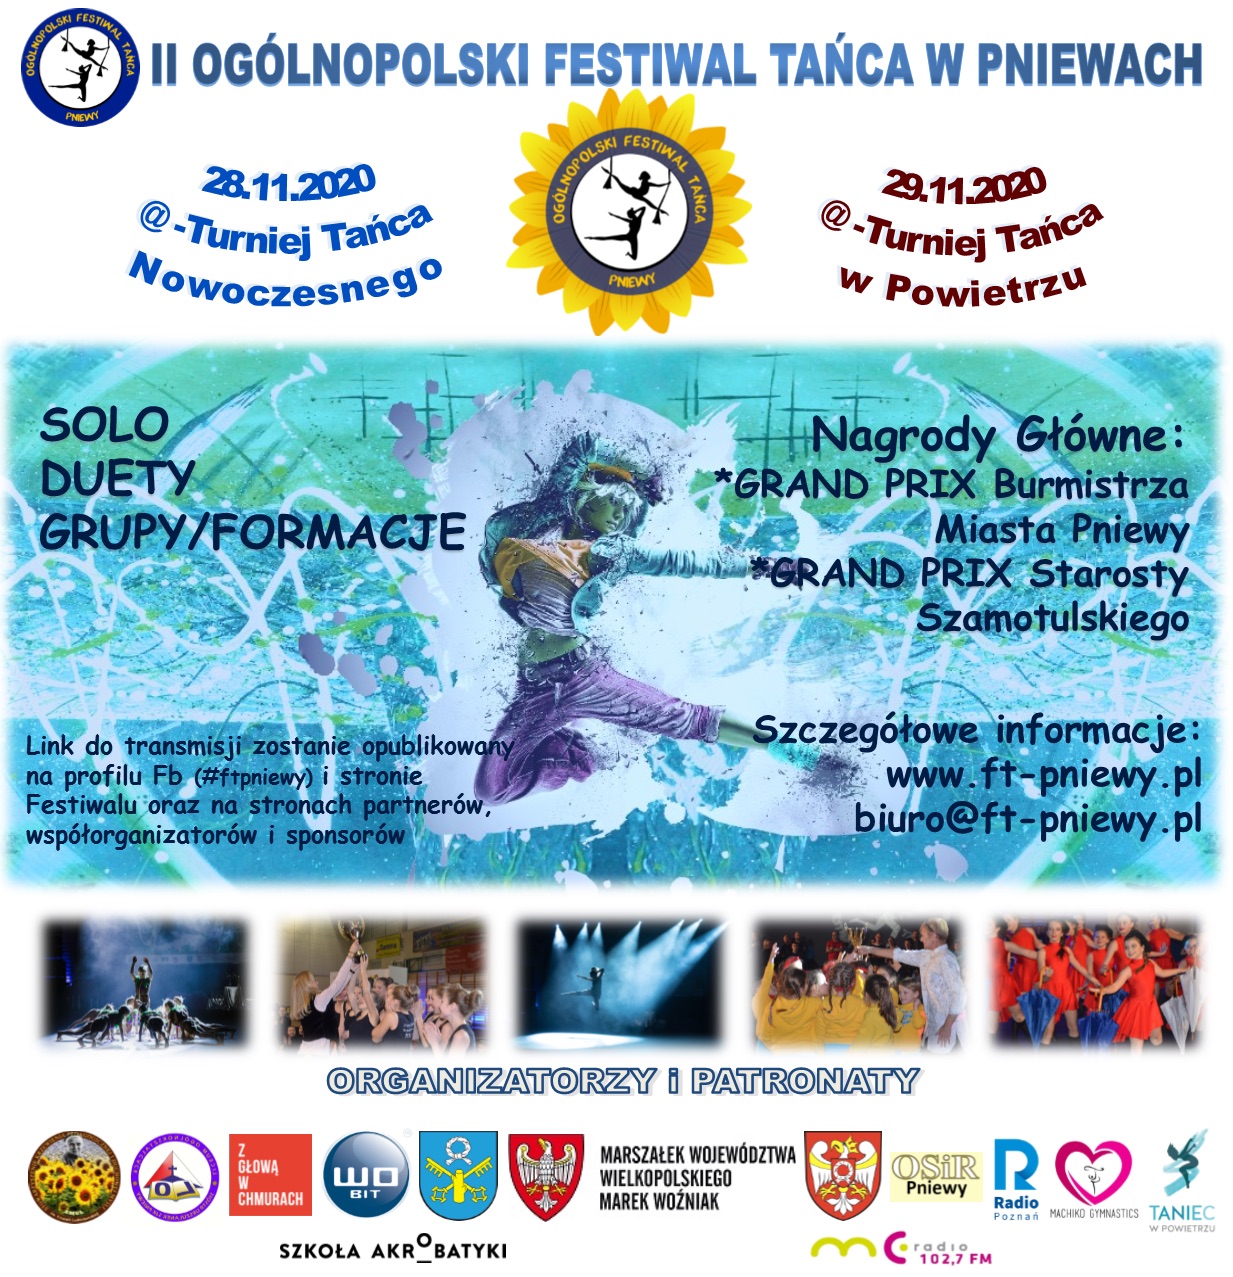 OGÓLNOPOLSKI FESTIWAL TAŃCA
PNIEWY
II OGÓLNOPOLSKI FESTIWAL TAŃCA W PNIEWACH
28.11.2020
@-Turniej Tańca
Nowoczesnego
OGÓLNOPOLSKI FESTIWAL TAŃCA
PNIEWY
29.11.2020
@-Turniej Tańca
w Powietrzu
SOLO
DUETY
GRUPY/FORMACJE
Nagrody Główne:
*GRAND PRIX Burmistrza
Miasta Pniewy
*GRAND PRIX Starosty
Szamotulskiego
Link do transmisji zostanie opublikowany
na profilu Fb (#ftpniewy) i stronie
Festiwalu oraz na stronach partnerów,
współorganizatorów i sponsorów
Szczegółowe informacje:
www.ft-pniewy.pl
biuro@ft-pniewy.pl
ORGANIZATORZY i PATRONATY
Z
GŁOWĄ
W
CHMURACH
WO
BIT
MARSZAŁEK WOJEWÓDZTWA
WIELKOPOLSKIEGO
MAREK WOŹNIAK
OSiR
Pniewy
Radio
Poznań
MACHIKO GYMNASTICS
TANIEC
W POWIETRZU
SZKOŁA AKROBATYKI
radio
102,7 FM